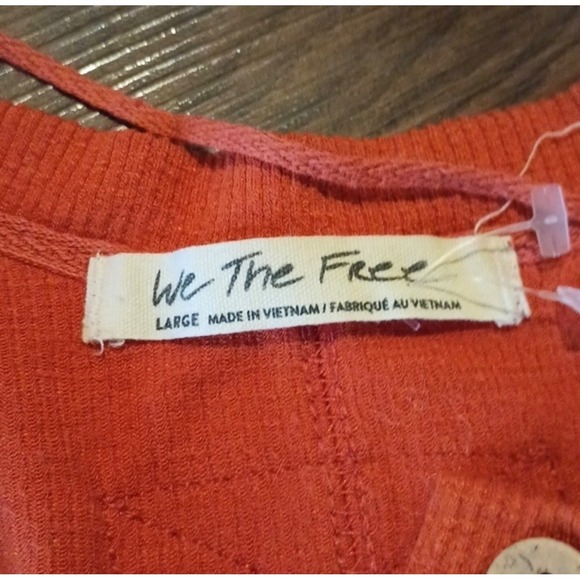 We The Free
LARGE MADE IN VIETNAM / FABRIQUÉ AU VIETNAM